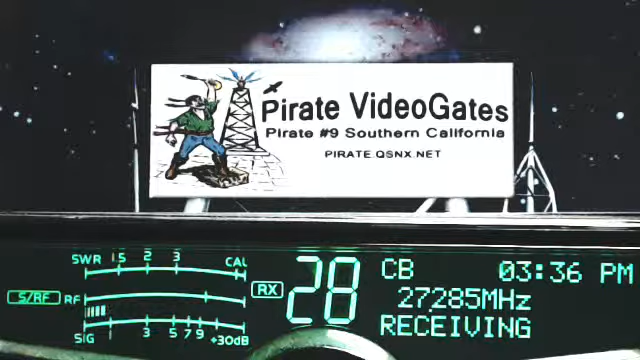 Pirate VideoGates
Pirate #9 Southern California
PIRATE.QSNX.NET
SWR 1.5 2 3 CAL
S/RF RF
SIG 1 3 5 7 9 +30dB
RX
28
CB 03:36 PM
27285MHz
RECEIVING